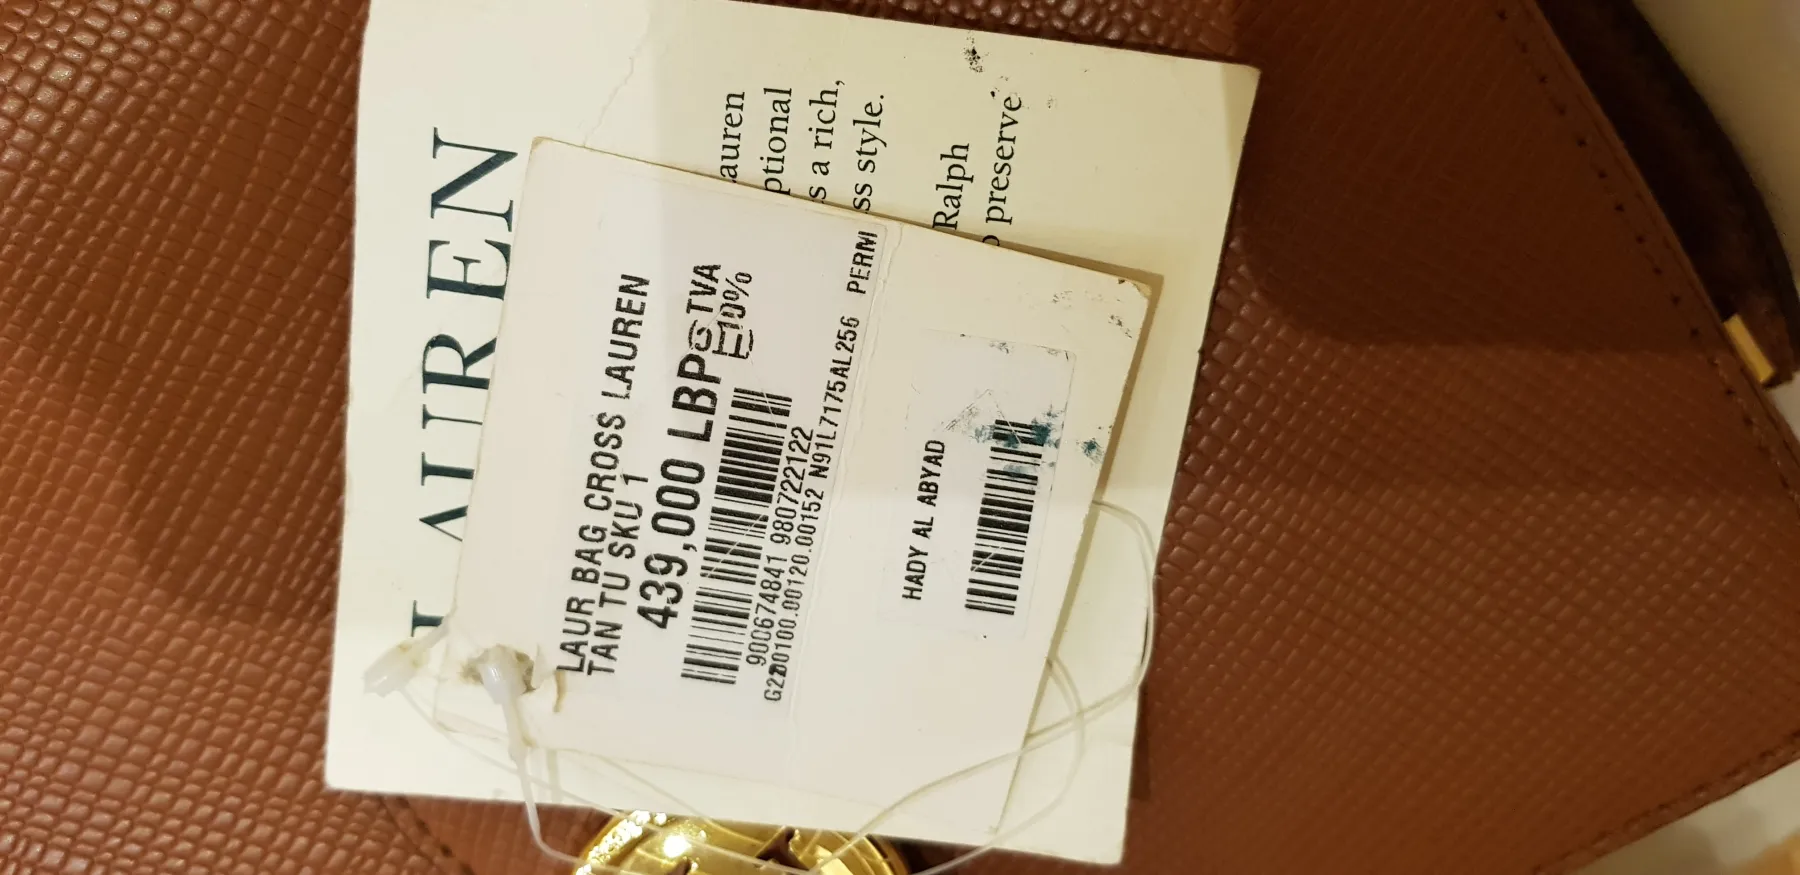 LAUREN
auren
ptional
s a rich,
ss style.
Ralph
preserve
LAUR BAG CROSS LAUREN
TAN TU SKU 1
439,000 LBP
TVA
10%
900674841 980722122
PERM
HADY AL ABYAD